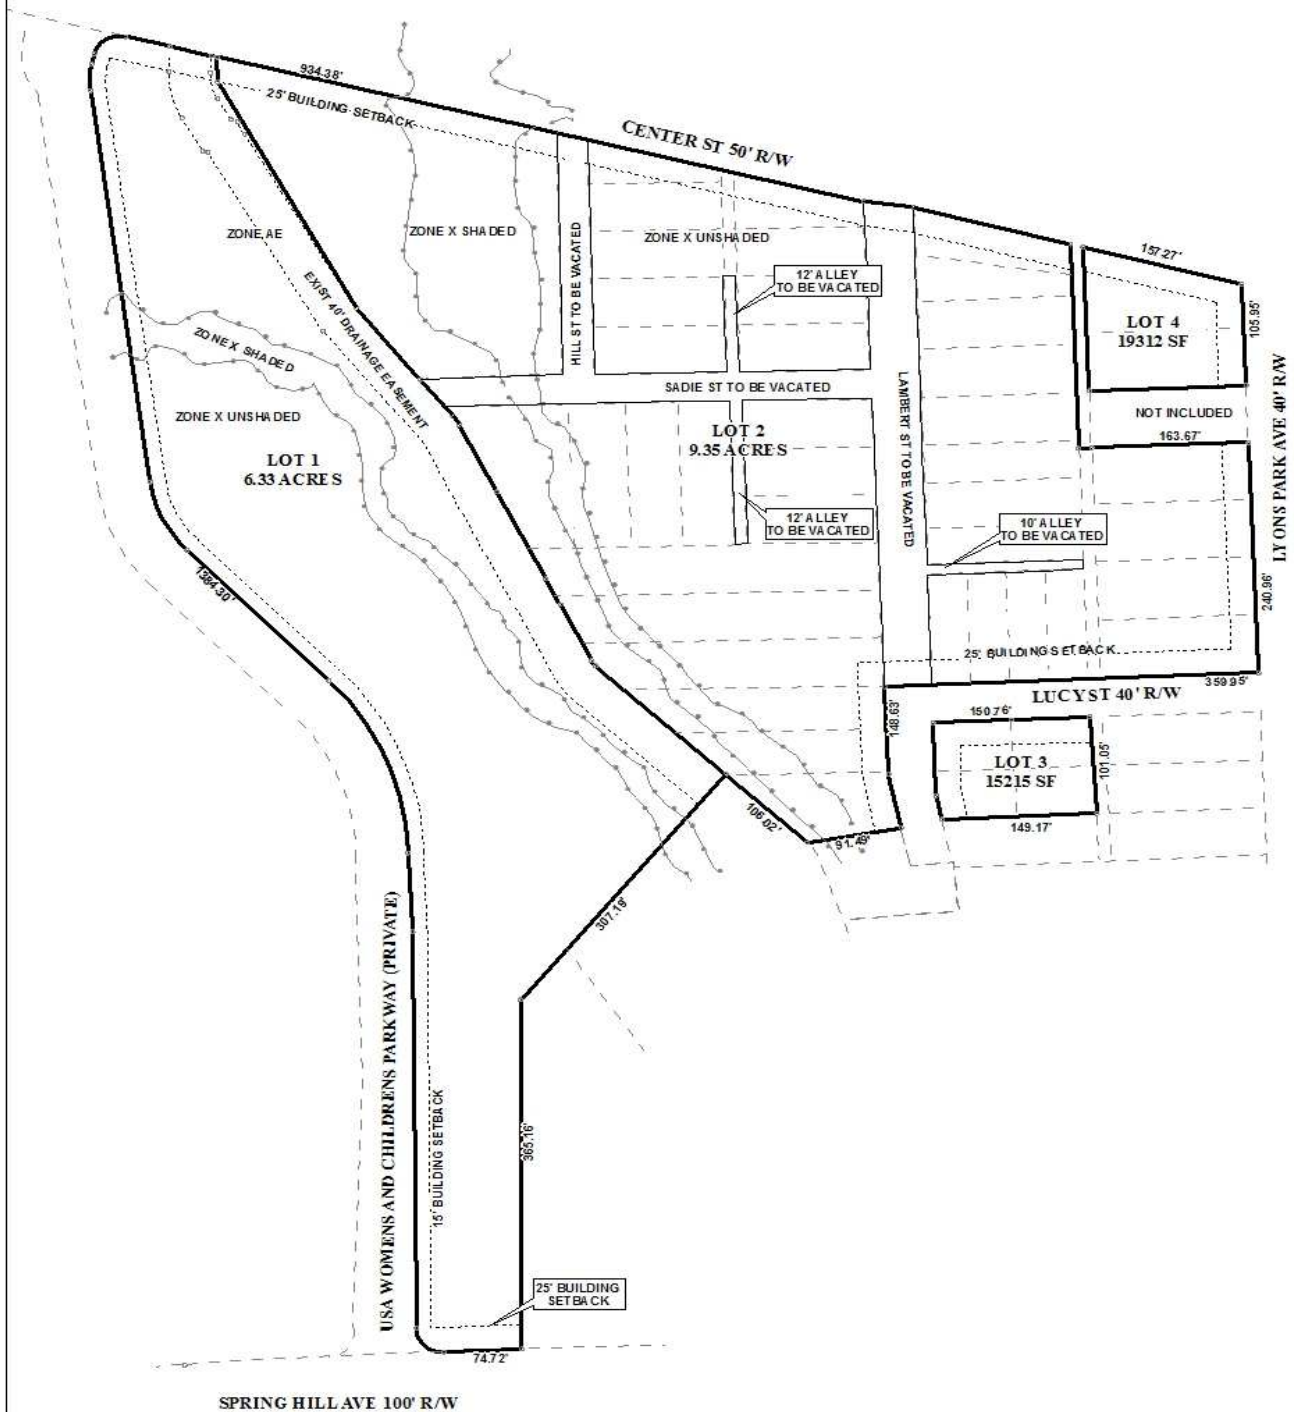 934.38'
25' BUILDING SETBACK
CENTER ST 50' R/W
ZONE AE
ZONE X SHADED
ZONE X UNSHADED
157.27'
12' ALLEY
TO BE VACATED
HILL ST TO BE VACATED
EXIST 40' DRAINAGE EASEMENT
LOT 4
19312 SF
105.95'
ZONE X SHADED
SADIE ST TO BE VACATED
LYONS PARK AVE 40' R/W
ZONE X UNSHADED
NOT INCLUDED
LOT 2
9.35 ACRES
163.67'
LOT 1
6.33 ACRES
LAMBERT ST TO BE VACATED
12' ALLEY
TO BE VACATED
10' ALLEY
TO BE VACATED
1384.30'
240.96'
25' BUILDING SETBACK
359.95'
LUCY ST 40' R/W
148.63'
150.76'
LOT 3
15215 SF
101.05'
106.02'
149.17'
307.19'
USA WOMENS AND CHILDRENS PARKWAY (PRIVATE)
15' BUILDING SETBACK
365.16'
25' BUILDING
SETBACK
74.72'
SPRING HILL AVE 100' R/W